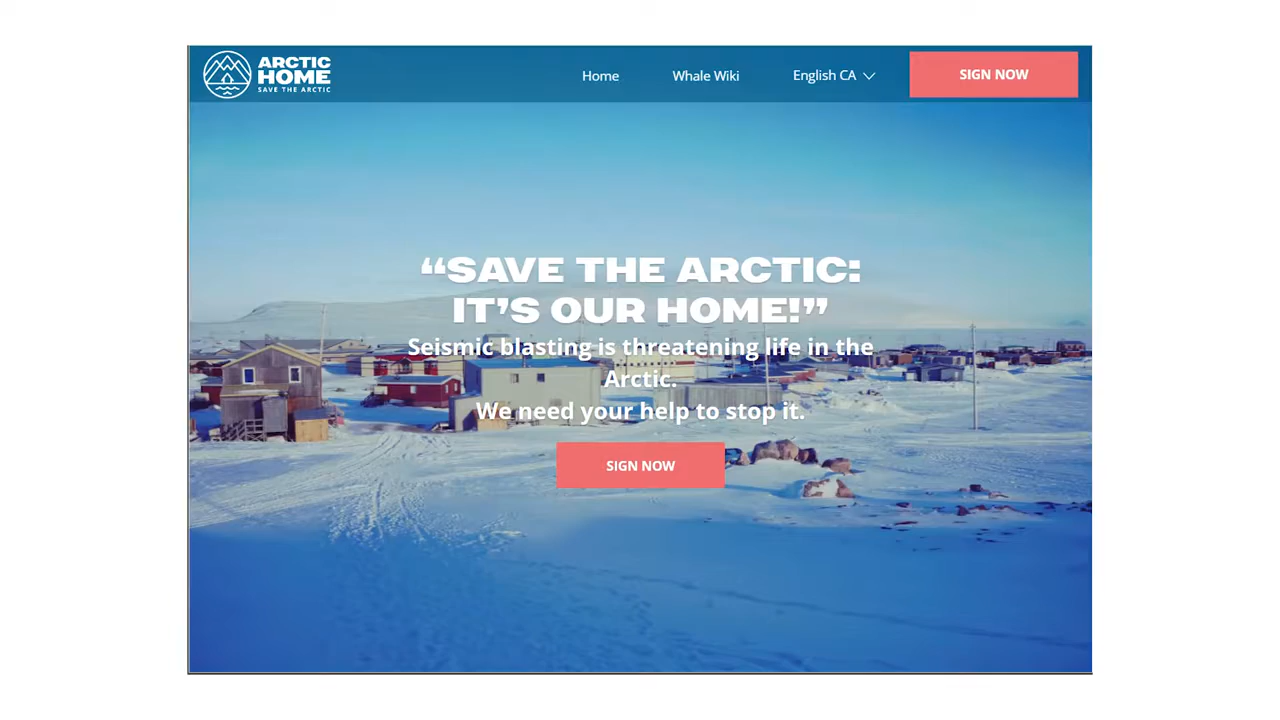 ARCTIC
HOME
SAVE THE ARCTIC
Home
Whale Wiki
English CA
SIGN NOW
“SAVE THE ARCTIC:
IT’S OUR HOME!”
Seismic blasting is threatening life in the
Arctic.
We need your help to stop it.
SIGN NOW